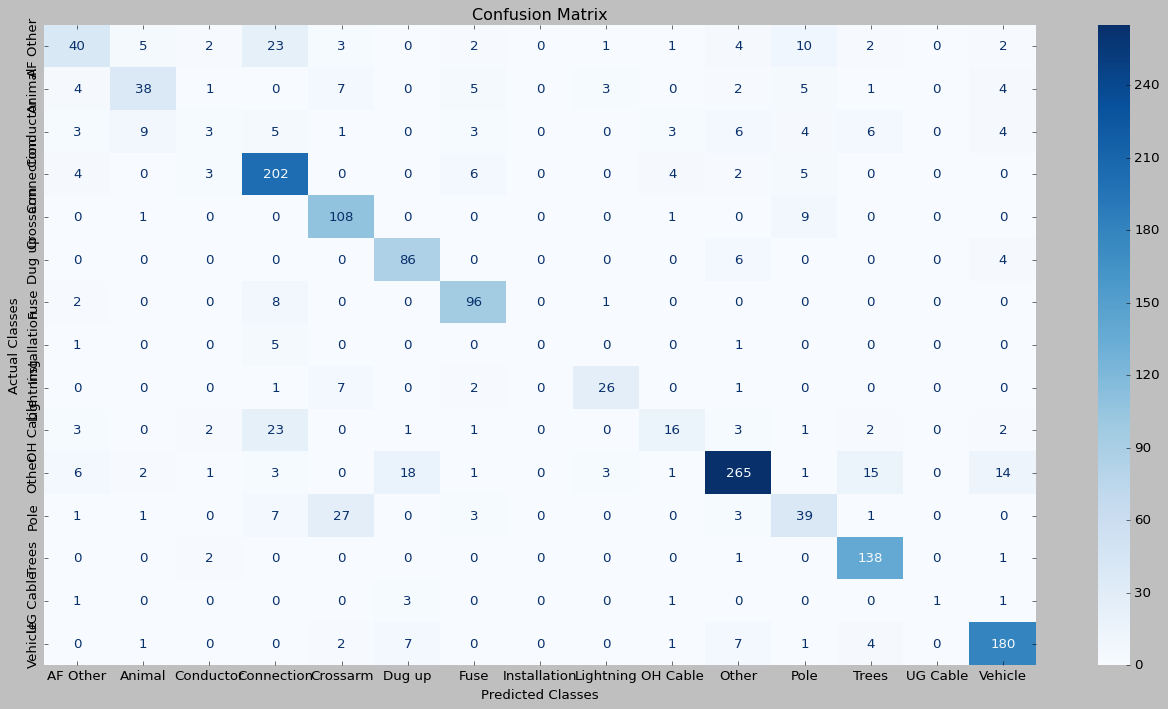 Confusion Matrix
Actual Classes
AF Other 40 5 2 23 3 0 2 0 1 1 4 10 2 0 2
Animal 4 38 1 0 7 0 5 0 3 0 2 5 1 0 4
Conductor 3 9 3 5 1 0 3 0 0 3 6 4 6 0 4
Connection 4 0 3 202 0 0 6 0 0 4 2 5 0 0 0
Crossarm 0 1 0 0 108 0 0 0 0 1 0 9 0 0 0
Dug up 0 0 0 0 0 86 0 0 0 0 6 0 0 0 4
Fuse 2 0 0 8 0 0 96 0 1 0 0 0 0 0 0
Installation 1 0 0 5 0 0 0 0 0 0 1 0 0 0 0
Lightning 0 0 0 1 7 0 2 0 26 0 1 0 0 0 0
OH Cable 3 0 2 23 0 1 1 0 0 16 3 1 2 0 2
Other 6 2 1 3 0 18 1 0 3 1 265 1 15 0 14
Pole 1 1 0 7 27 0 3 0 0 0 3 39 1 0 0
Trees 0 0 2 0 0 0 0 0 0 0 1 0 138 0 1
UG Cable 1 0 0 0 0 3 0 0 0 1 0 0 0 1 1
Vehicle 0 1 0 0 2 7 0 0 0 1 7 1 4 0 180
AF Other Animal Conductor Connection Crossarm Dug up Fuse Installation Lightning OH Cable Other Pole Trees UG Cable Vehicle
Predicted Classes
240
210
180
150
120
90
60
30
0